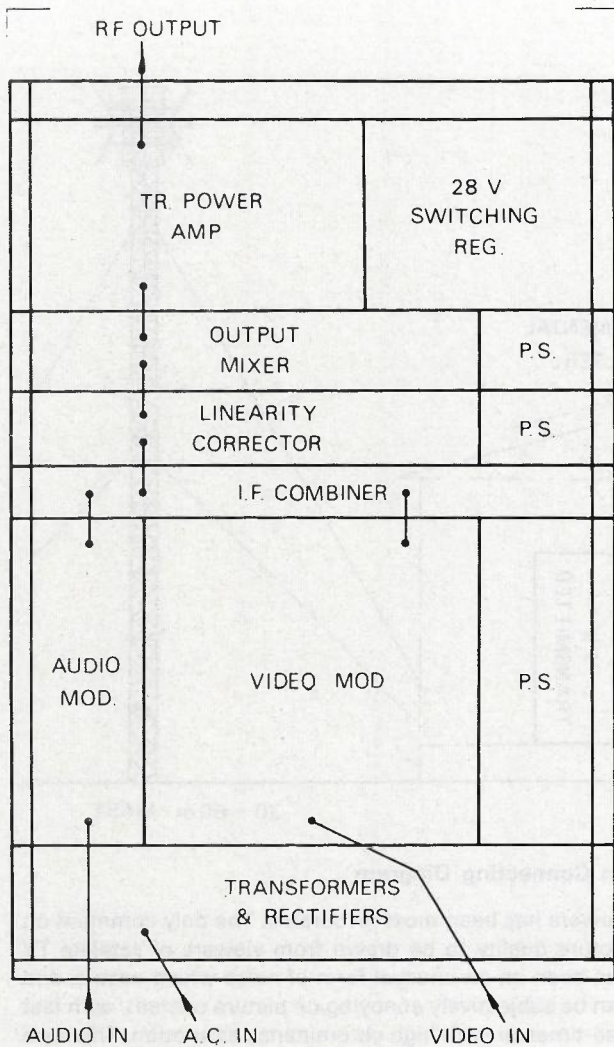 RF OUTPUT
TR. POWER
AMP
28 V
SWITCHING
REG.
OUTPUT
MIXER
P.S.
LINEARITY
CORRECTOR
P.S.
I.F. COMBINER
AUDIO
MOD.
VIDEO MOD
P.S.
TRANSFORMERS
& RECTIFIERS
AUDIO IN
A.C. IN
VIDEO IN